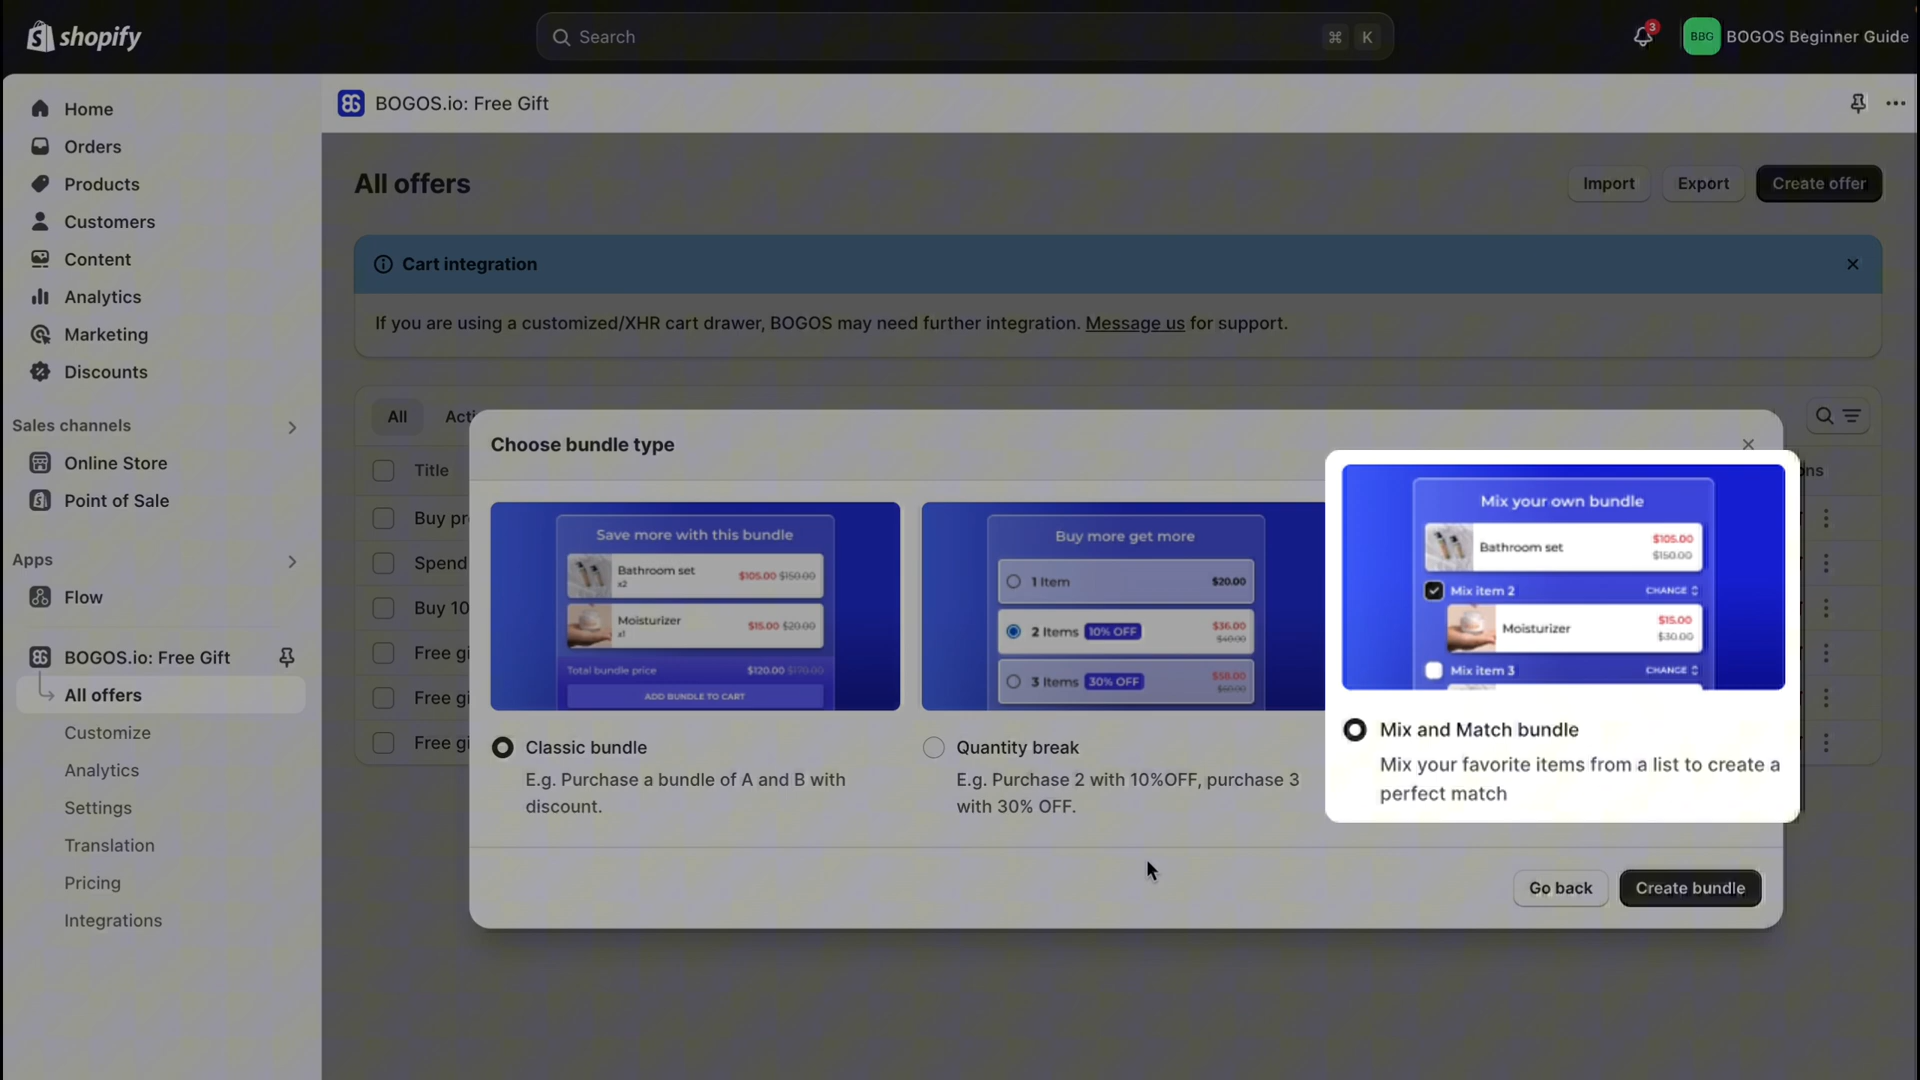 shopify
Search
⌘ K
3
BBG
BOGOS Beginner Guide
Home
Orders
Products
Customers
Content
Analytics
Marketing
Discounts
Sales channels
Online Store
Point of Sale
Apps
Flow
BOGOS.io: Free Gift
All offers
Customize
Analytics
Settings
Translation
Pricing
Integrations
BOGOS.io: Free Gift
All offers
Import
Export
Create offer
Cart integration
If you are using a customized/XHR cart drawer, BOGOS may need further integration. Message us for support.
All
Acti
Title
ons
Buy pr
Spend
Buy 10
Free gi
Free gi
Free gi
Choose bundle type
Save more with this bundle
Bathroom set
x2
$105.00 $150.00
Moisturizer
x1
$15.00 $20.00
Total bundle price
$120.00 $170.00
ADD BUNDLE TO CART
Classic bundle
E.g. Purchase a bundle of A and B with
discount.
Buy more get more
1 Item
$20.00
2 Items 10% OFF
$36.00
$40.00
3 Items 30% OFF
$58.00
$60.00
Quantity break
E.g. Purchase 2 with 10%OFF, purchase 3
with 30% OFF.
Mix your own bundle
Bathroom set
$105.00
$150.00
Mix item 2
CHANGE
Moisturizer
$15.00
$30.00
Mix item 3
CHANGE
Mix and Match bundle
Mix your favorite items from a list to create a
perfect match
Go back
Create bundle